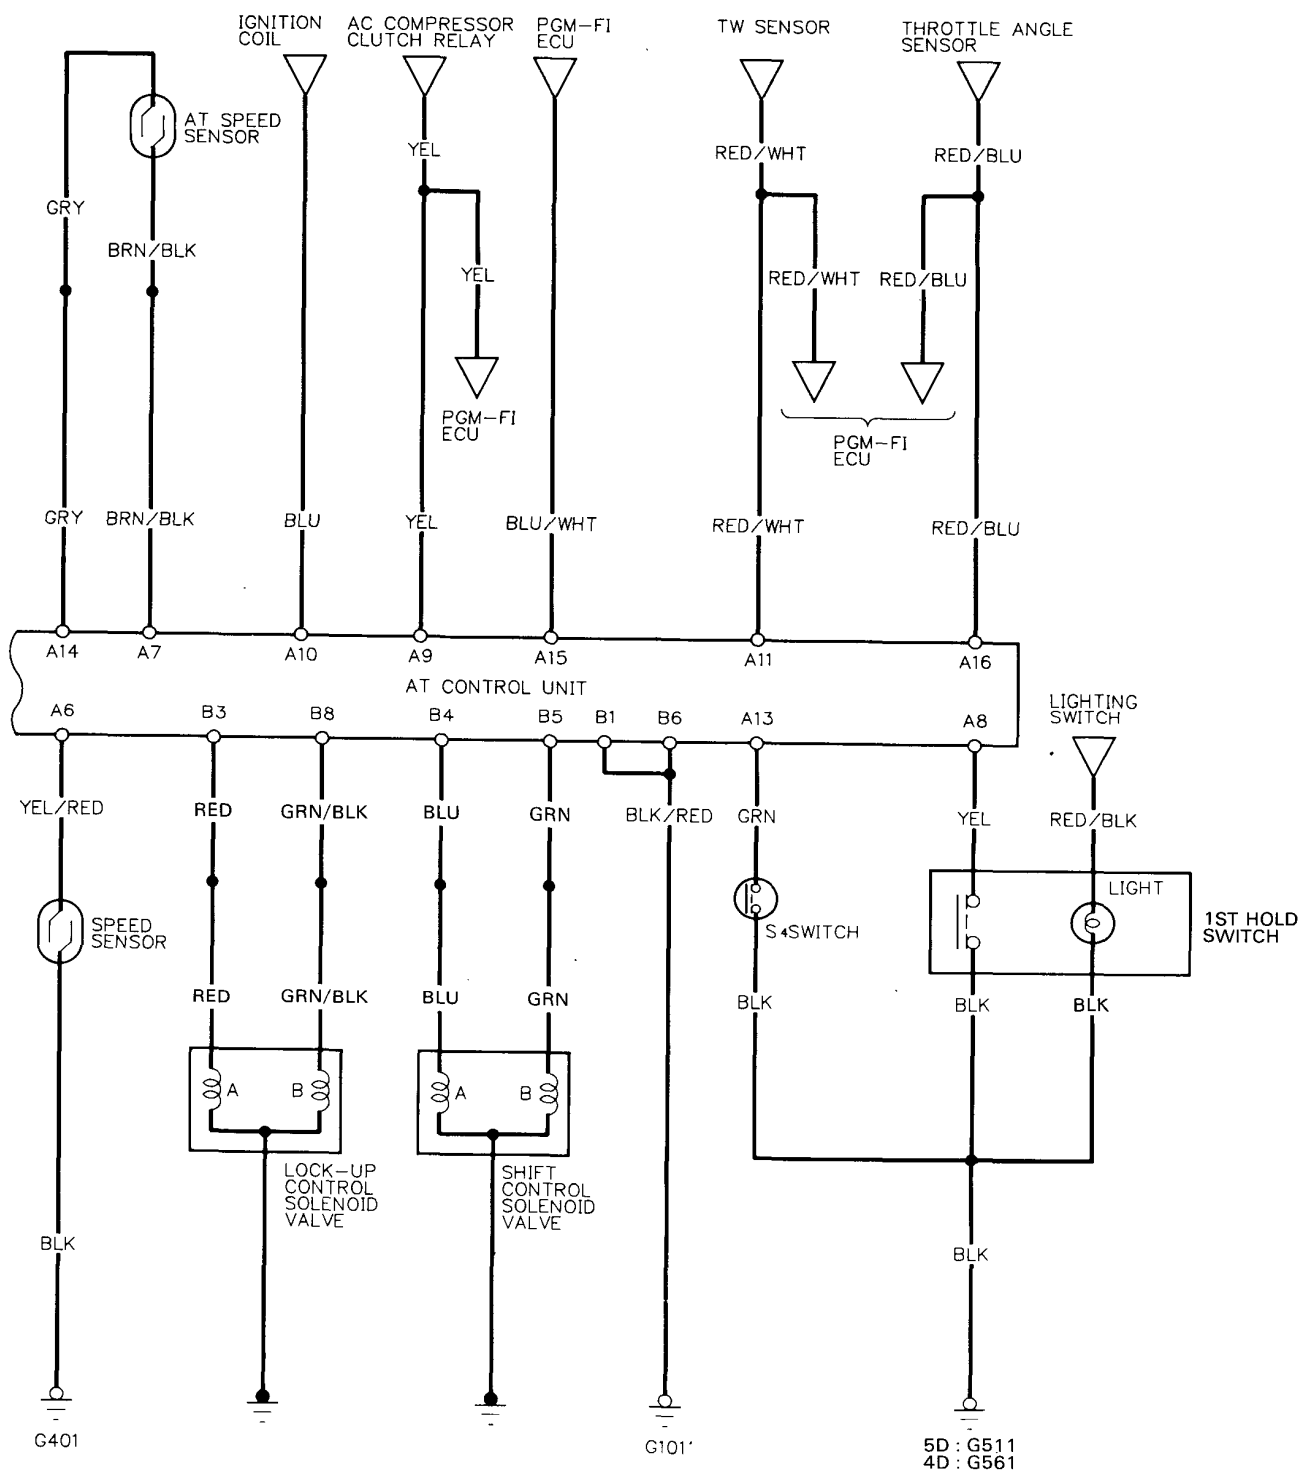 IGNITION
COIL
AC COMPRESSOR
CLUTCH RELAY
PGM-FI
ECU
TW SENSOR
THROTTLE ANGLE
SENSOR
AT SPEED
SENSOR
YEL
RED/WHT
RED/BLU
GRY
BRN/BLK
YEL
RED/WHT
RED/BLU
PGM-FI
ECU
PGM-FI
ECU
GRY
BRN/BLK
BLU
YEL
BLU/WHT
RED/WHT
RED/BLU
A14
A7
A10
A9
A15
A11
A16
AT CONTROL UNIT
A6
B3
B8
B4
B5
B1
B6
A13
A8
LIGHTING
SWITCH
YEL/RED
RED
GRN/BLK
BLU
GRN
BLK/RED
GRN
YEL
RED/BLK
LIGHT
1ST HOLD
SWITCH
SPEED
SENSOR
S4SWITCH
RED
GRN/BLK
BLU
GRN
BLK
BLK
BLK
A
B
A
B
LOCK-UP
CONTROL
SOLENOID
VALVE
SHIFT
CONTROL
SOLENOID
VALVE
BLK
BLK
G401
G101
5D : G511
4D : G561